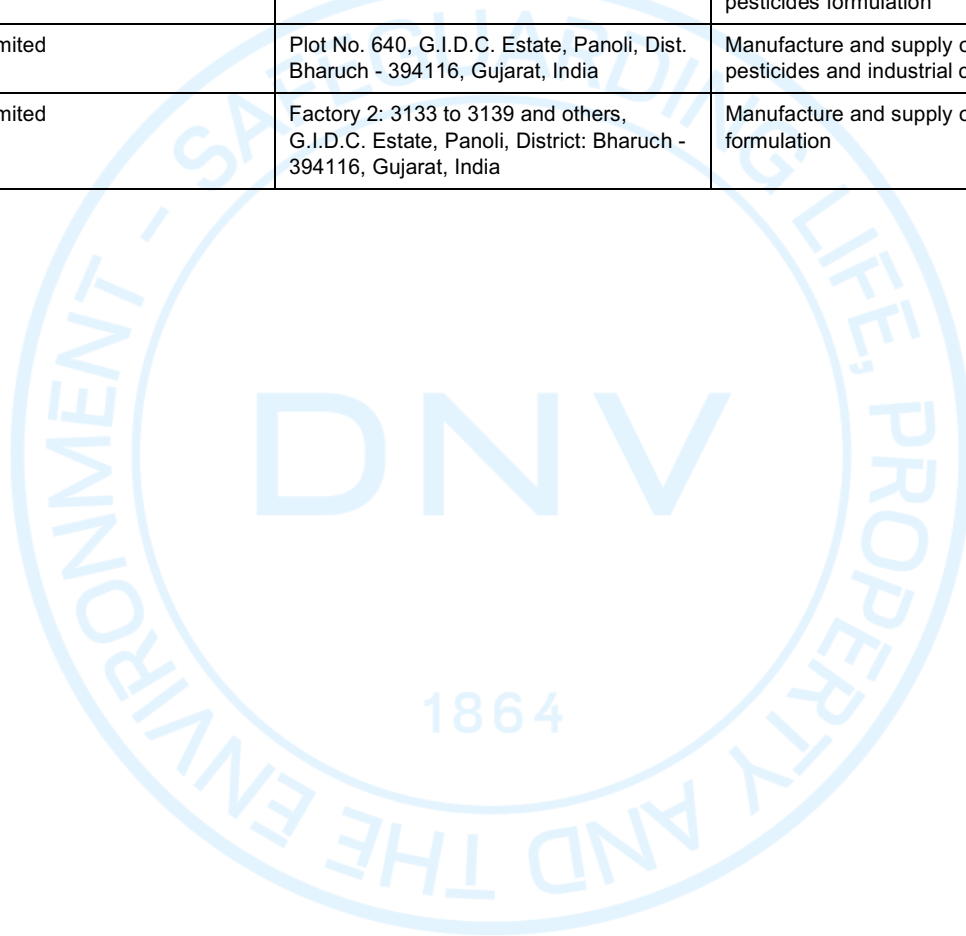 pesticides formulation
mited
Plot No. 640, G.I.D.C. Estate, Panoli, Dist.
Bharuch - 394116, Gujarat, India
Manufacture and supply o
pesticides and industrial c
mited
Factory 2: 3133 to 3139 and others,
G.I.D.C. Estate, Panoli, District: Bharuch -
394116, Gujarat, India
Manufacture and supply o
formulation
SAFEGUARDING LIFE, PROPERTY AND THE ENVIRONMENT -
DNV
1864